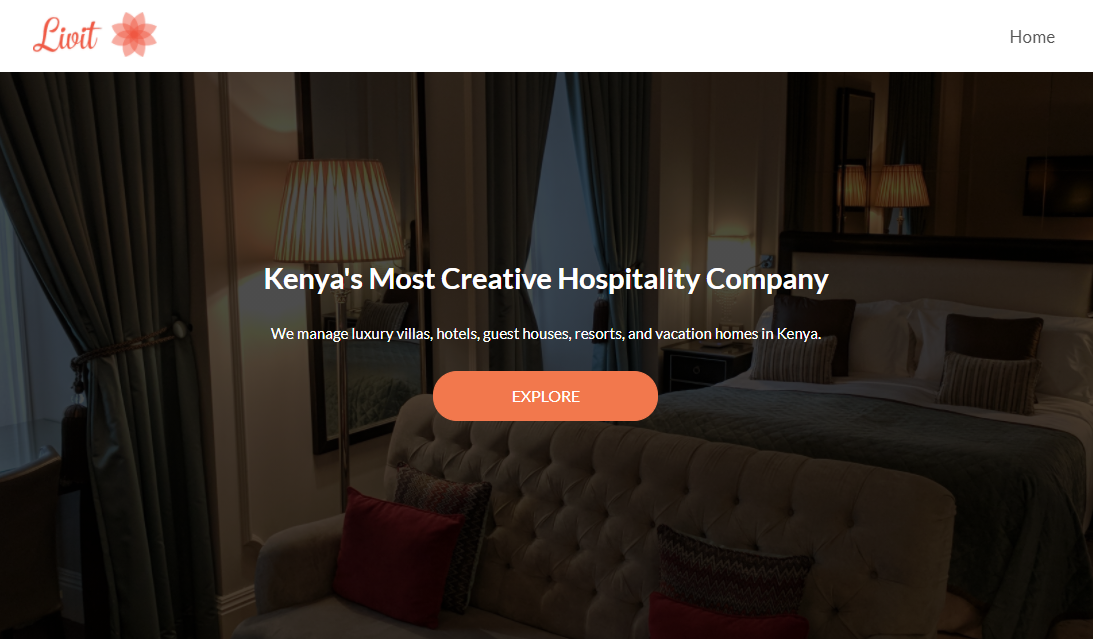 Livit
Home
Kenya's Most Creative Hospitality Company
We manage luxury villas, hotels, guest houses, resorts, and vacation homes in Kenya.
EXPLORE